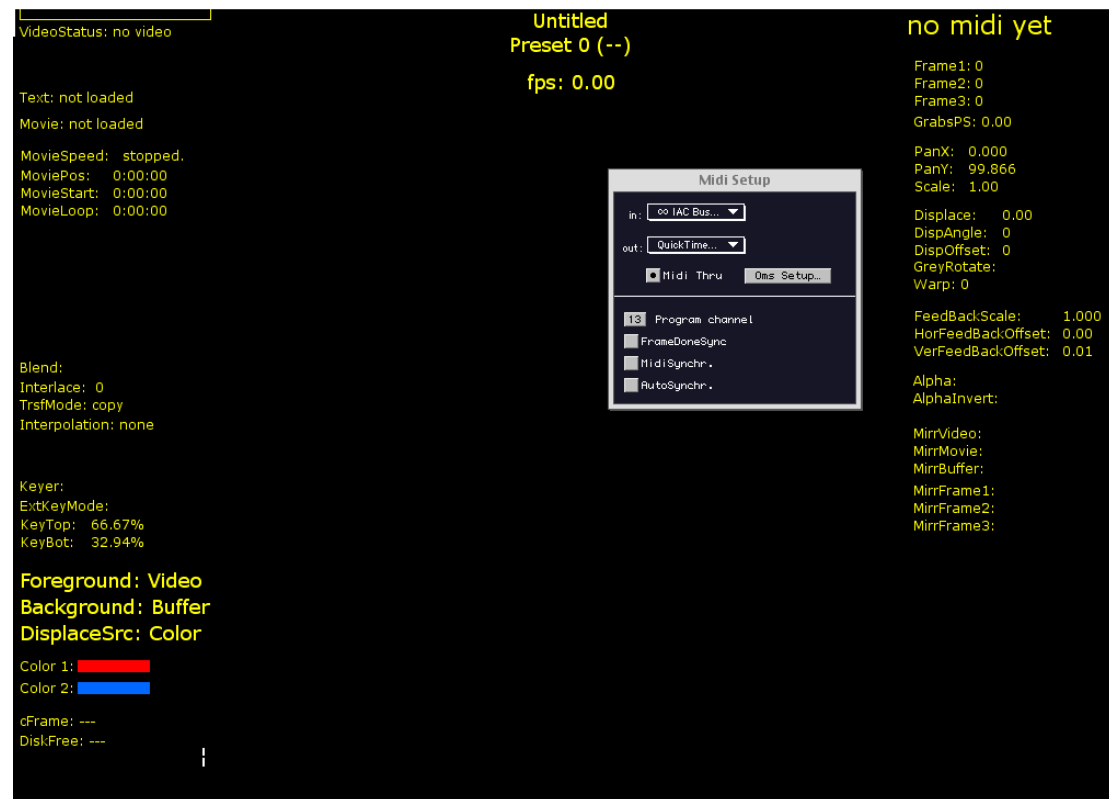 VideoStatus: no video
Text: not loaded
Movie: not loaded
MovieSpeed: stopped.
MoviePos: 0:00:00
MovieStart: 0:00:00
MovieLoop: 0:00:00
Blend:
Interlace: 0
TrsfMode: copy
Interpolation: none
Keyer:
ExtKeyMode:
KeyTop: 66.67%
KeyBot: 32.94%
Foreground: Video
Background: Buffer
DisplaceSrc: Color
Color 1:
Color 2:
cFrame: ---
DiskFree: ---
Untitled
Preset 0 (--)
fps: 0.00
Midi Setup
in: ∞ IAC Bus...
out: QuickTime...
Midi Thru Oms Setup…
13 Program channel
FrameDoneSync
MidiSynchr.
AutoSynchr.
no midi yet
Frame1: 0
Frame2: 0
Frame3: 0
GrabsPS: 0.00
PanX: 0.000
PanY: 99.866
Scale: 1.00
Displace: 0.00
DispAngle: 0
DispOffset: 0
GreyRotate:
Warp: 0
FeedBackScale: 1.000
HorFeedBackOffset: 0.00
VerFeedBackOffset: 0.01
Alpha:
AlphaInvert:
MirrVideo:
MirrMovie:
MirrBuffer:
MirrFrame1:
MirrFrame2:
MirrFrame3: